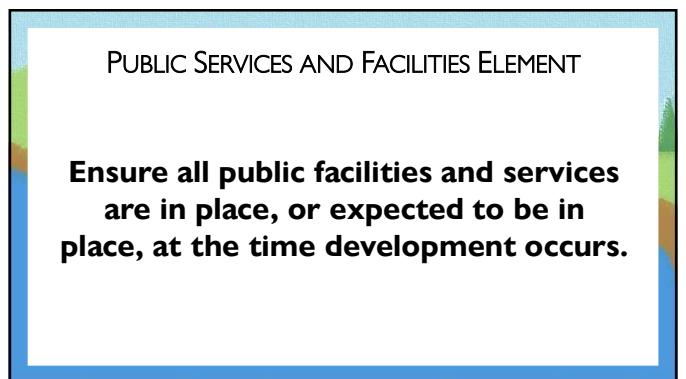 PUBLIC SERVICES AND FACILITIES ELEMENT
Ensure all public facilities and services
are in place, or expected to be in
place, at the time development occurs.